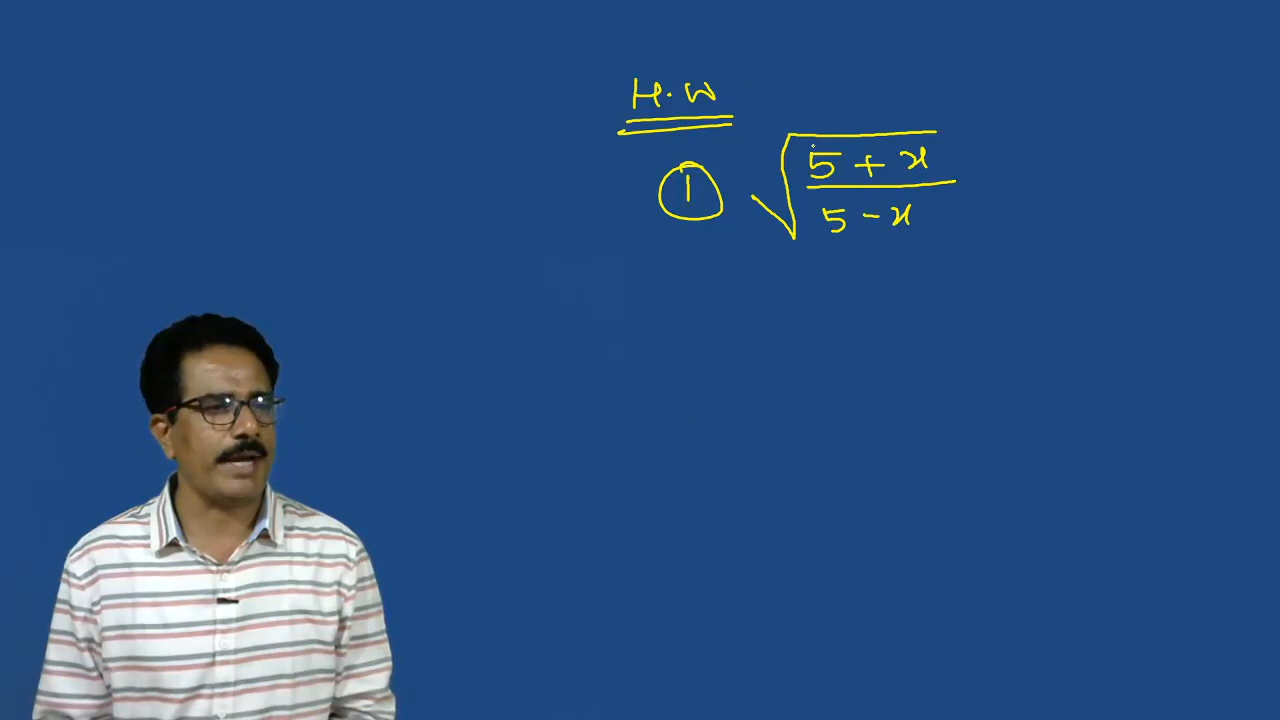 H.W
① √((5 + x)/(5 - x))